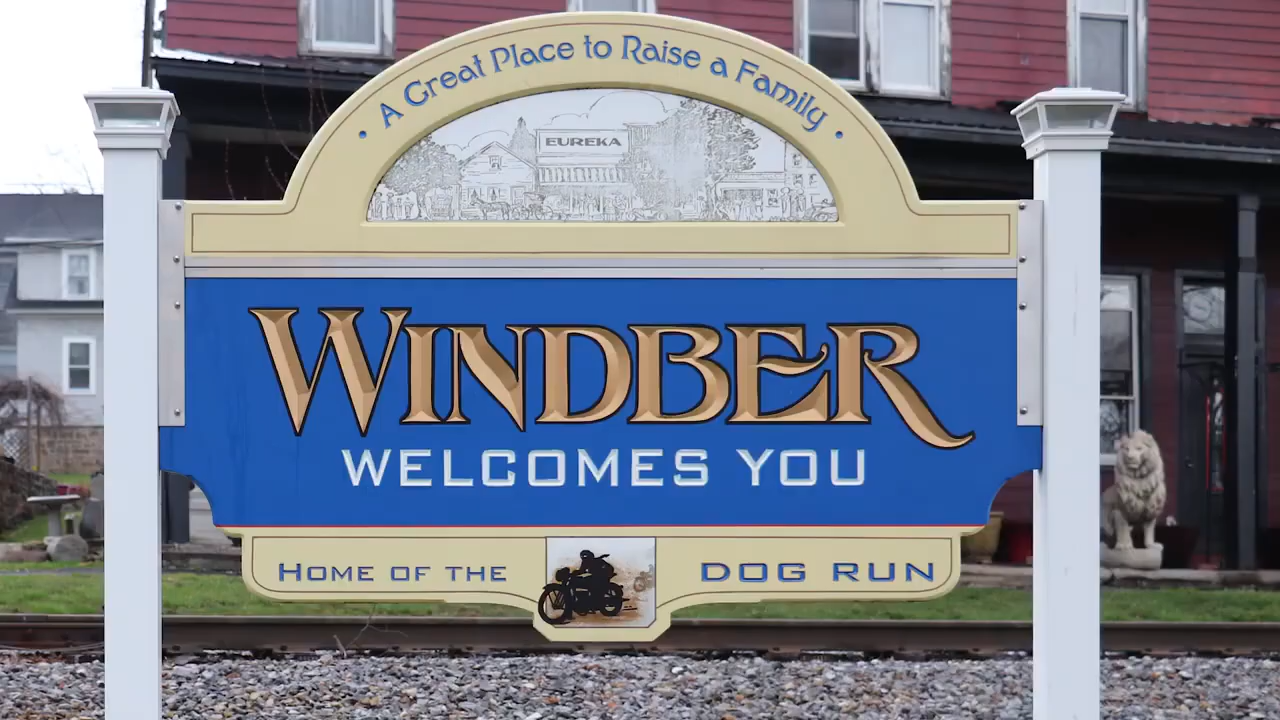 • A Great Place to Raise a Family •
EUREKA
WINDBER
WELCOMES YOU
HOME OF THE DOG RUN